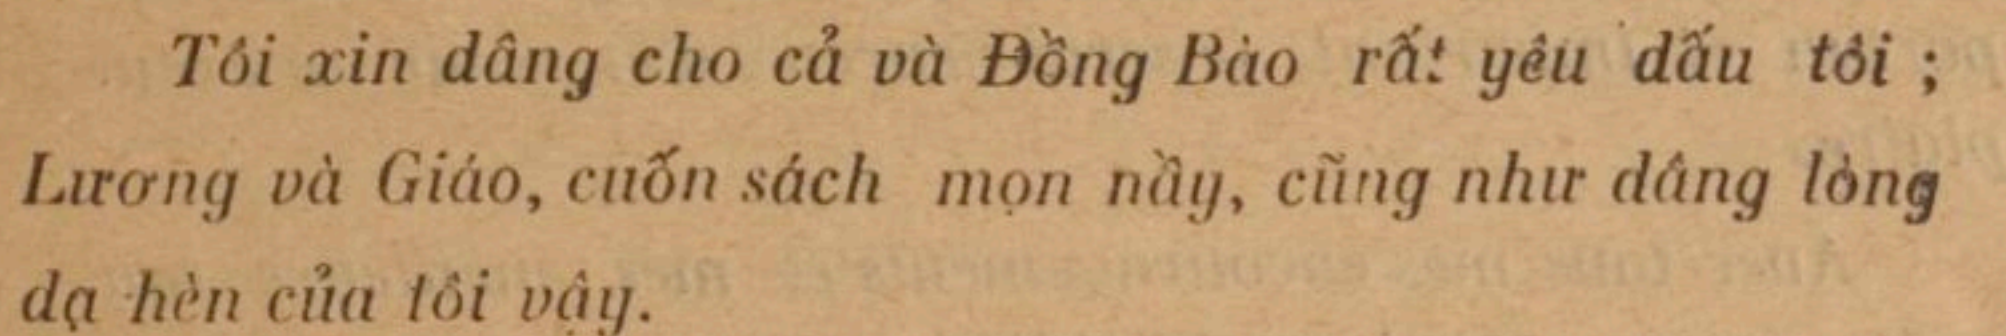 Tôi xin dâng cho cả và Đồng Bào rất yêu dấu tôi ;
Lương và Giáo, cuốn sách mọn nầy, cũng như dâng lòng
dạ hèn của tôi vậy.